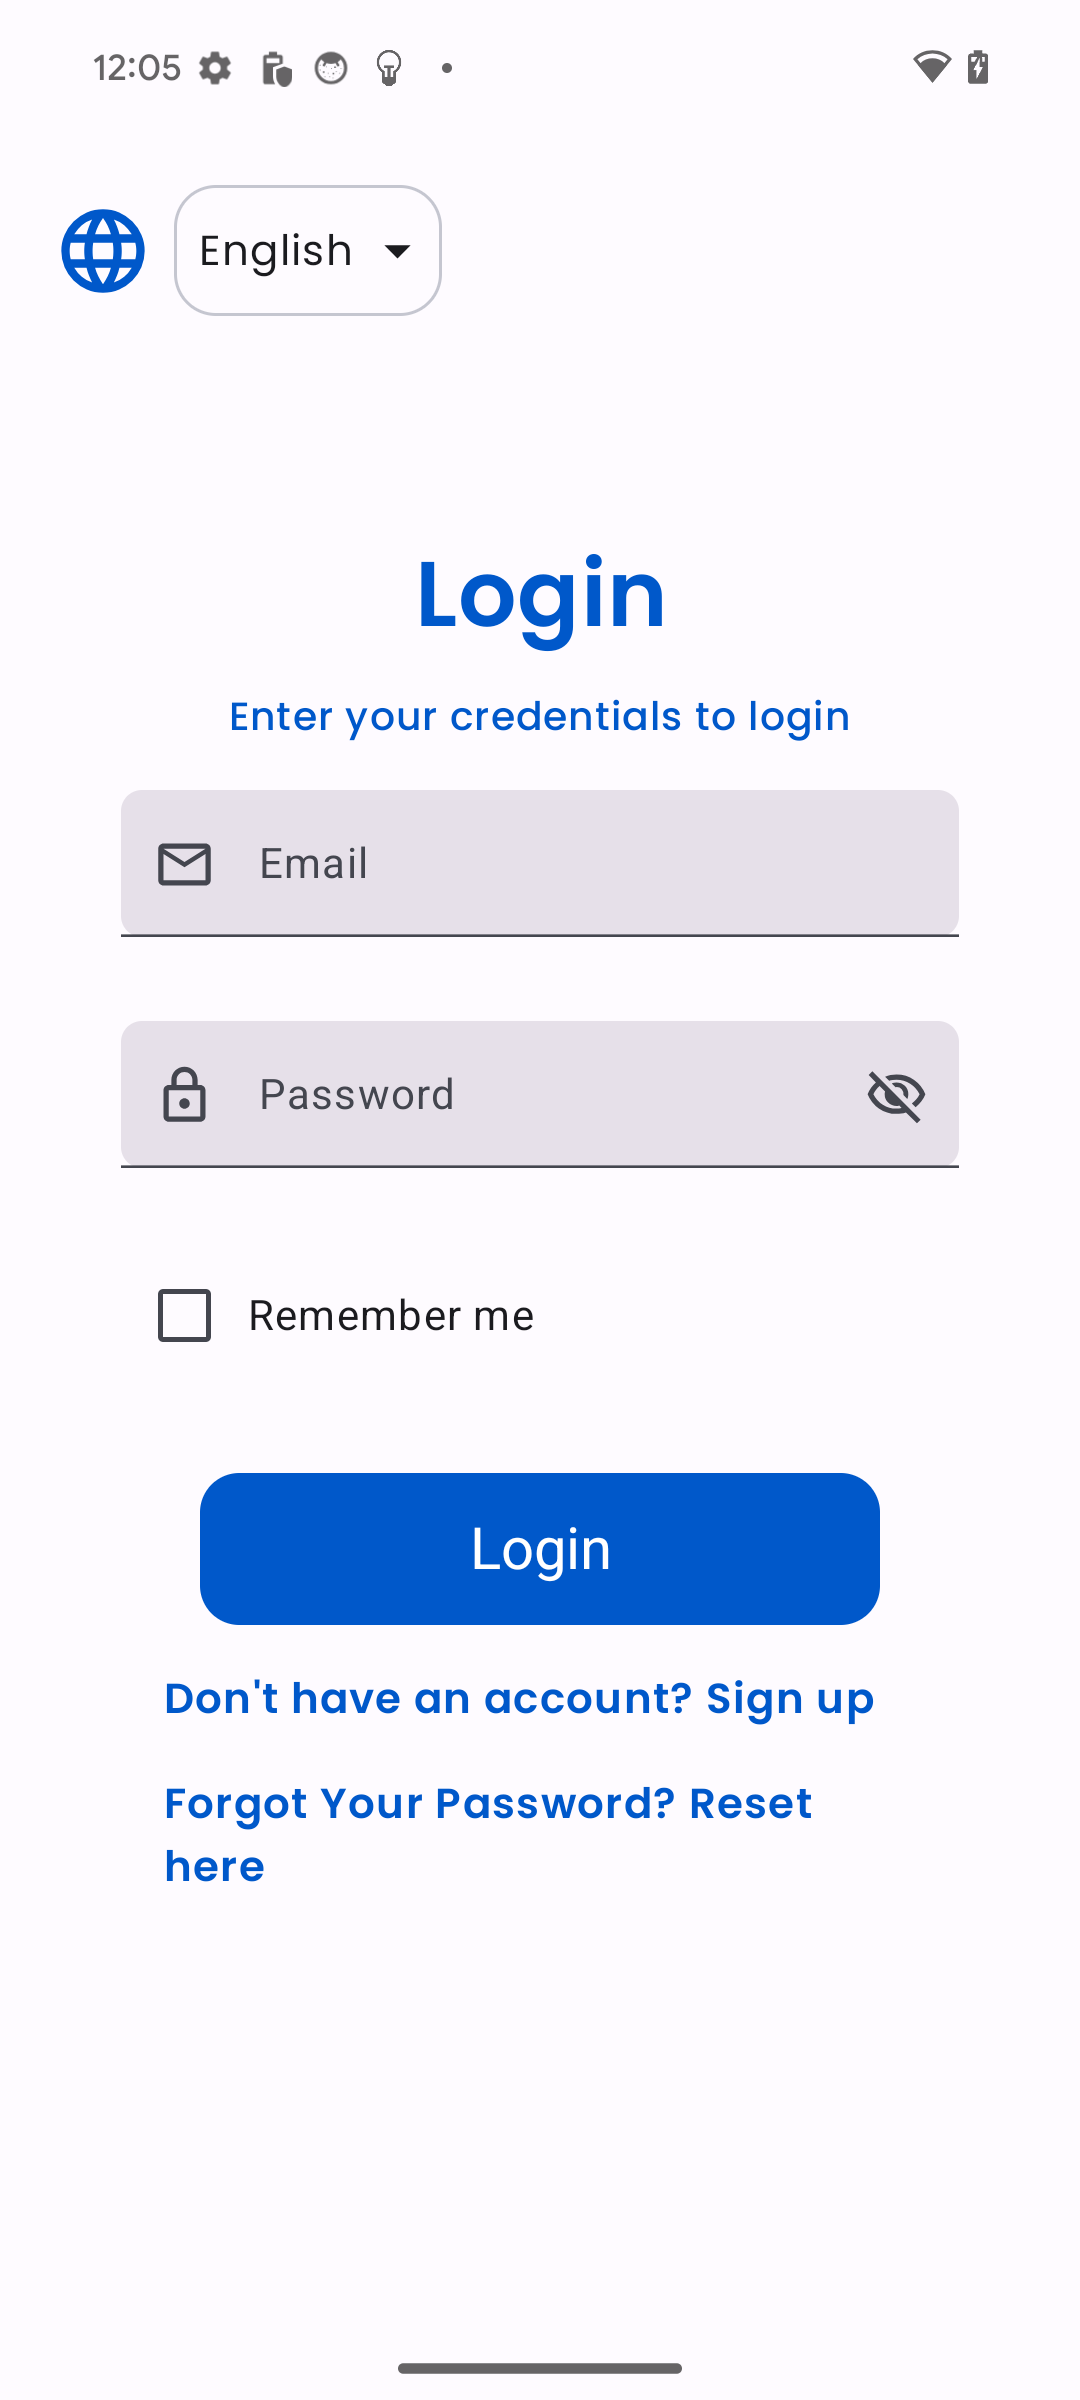 12:05
English
Login
Enter your credentials to login
Email
Password
Remember me
Login
Don't have an account? Sign up
Forgot Your Password? Reset
here